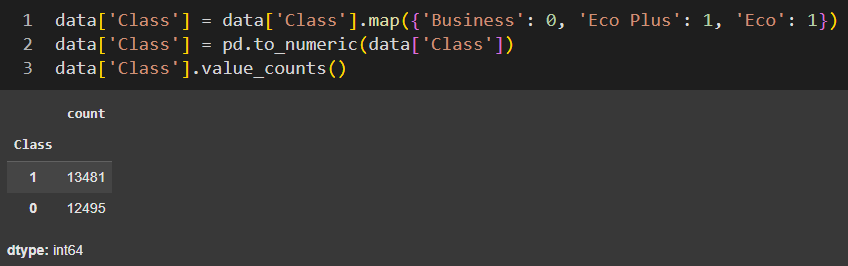 1 data['Class'] = data['Class'].map({'Business': 0, 'Eco Plus': 1, 'Eco': 1})
2 data['Class'] = pd.to_numeric(data['Class'])
3 data['Class'].value_counts()
count
Class
1 13481
0 12495
dtype: int64